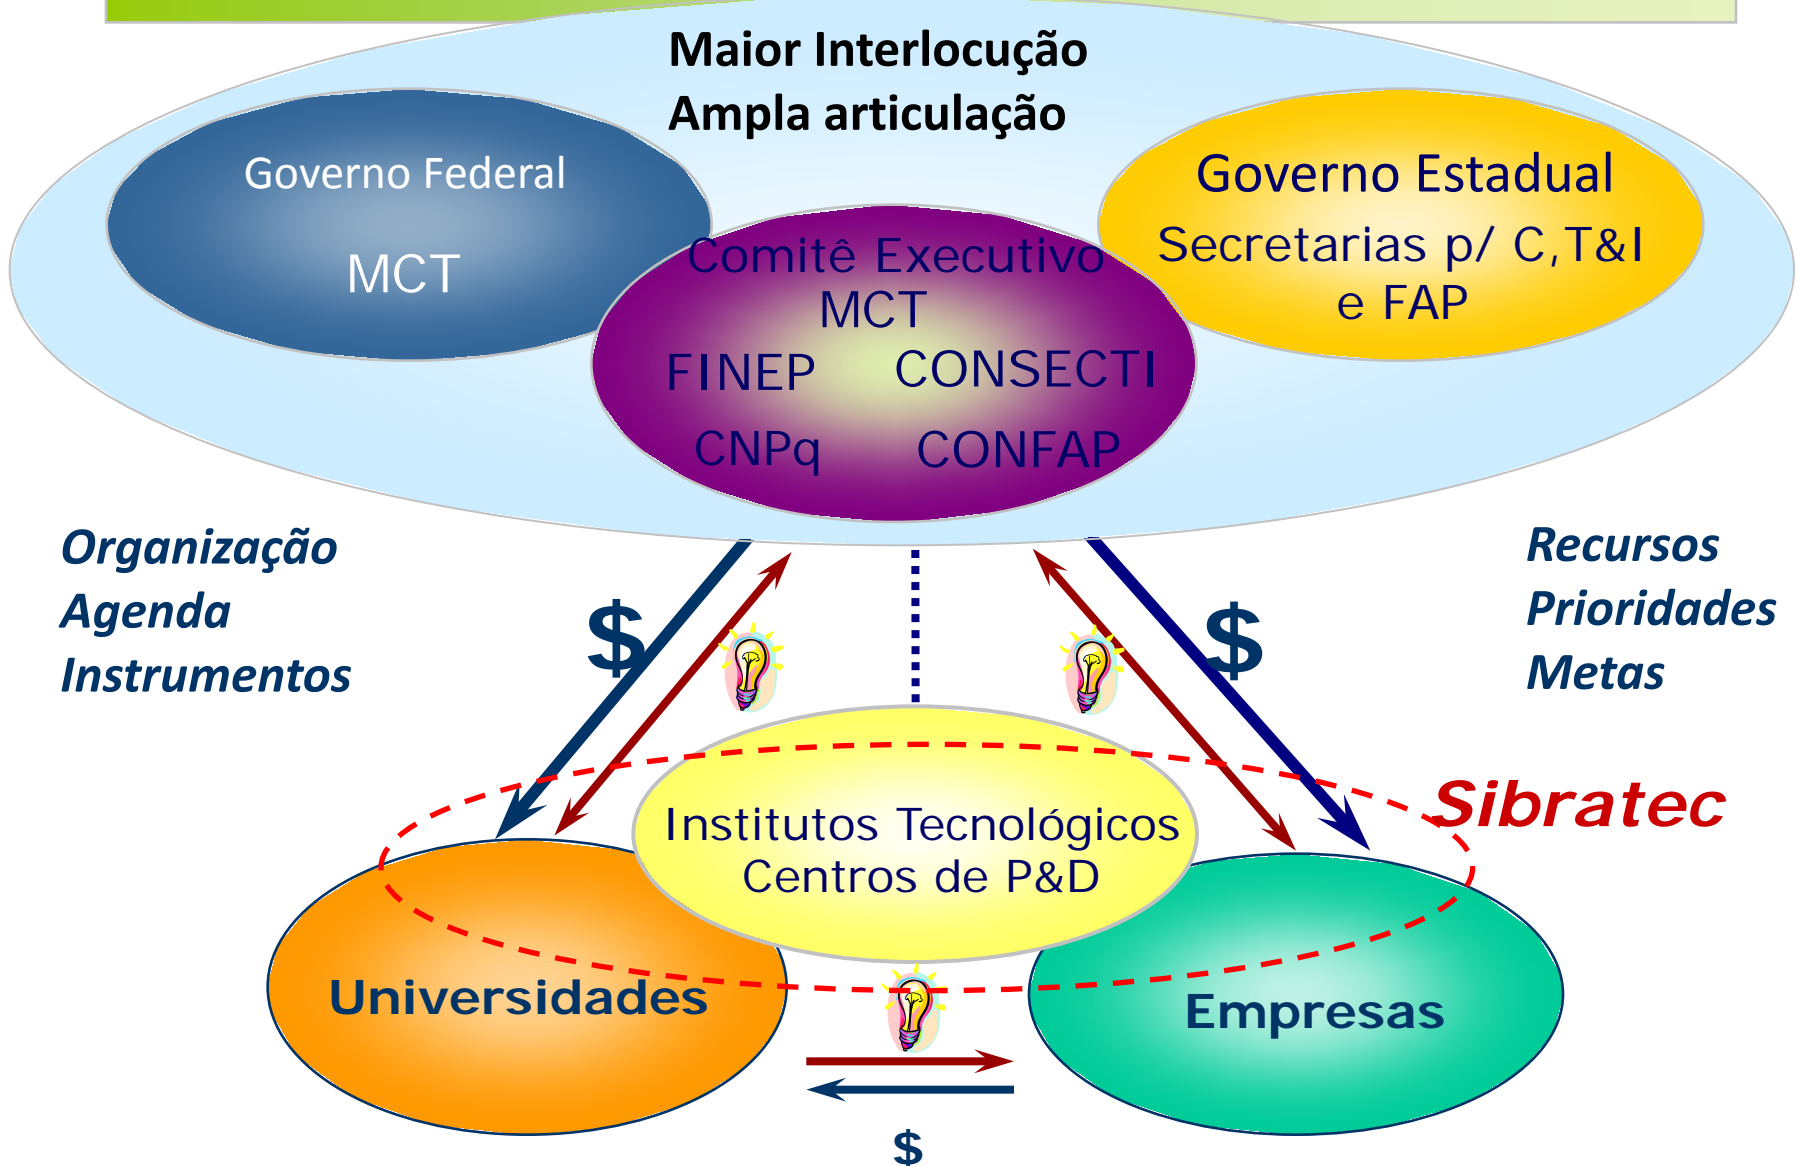 Maior Interlocução
Ampla articulação
Governo Federal
MCT
Governo Estadual
Secretarias p/ C,T&I
e FAP
Comitê Executivo
MCT
FINEP CONSECTI
CNPq CONFAP
Organização
Agenda
Instrumentos
Recursos
Prioridades
Metas
$
$
Sibratec
Institutos Tecnológicos
Centros de P&D
Universidades
Empresas
$